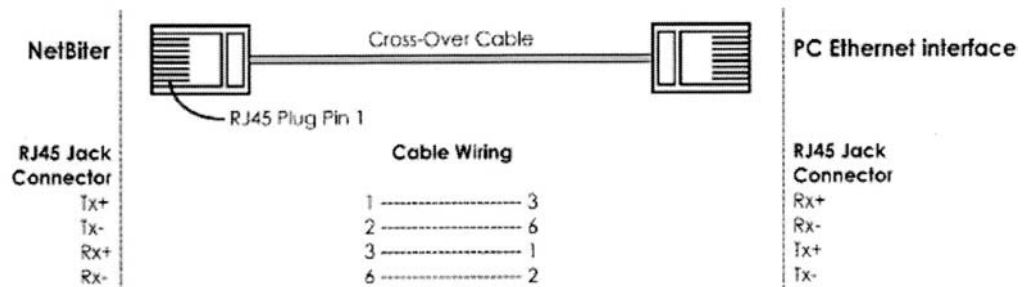 NetBiter Cross-Over Cable PC Ethernet interface
RJ45 Plug Pin 1
RJ45 Jack Connector Cable Wiring RJ45 Jack Connector
Tx+ 1 ---------------- 3 Rx+
Tx- 2 ---------------- 6 Rx-
Rx+ 3 ---------------- 1 Tx+
Rx- 6 ---------------- 2 Tx-